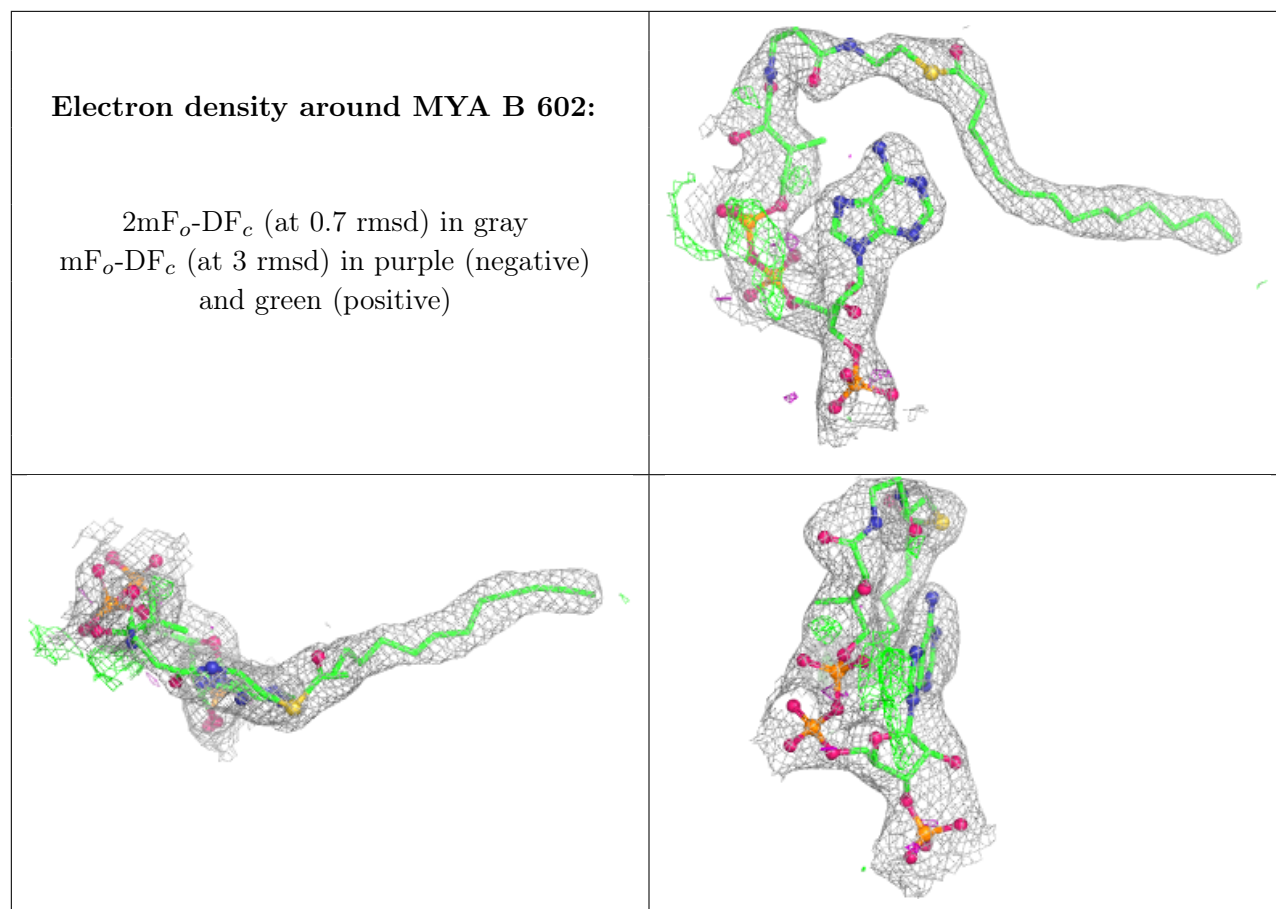 Electron density around MYA B 602:
2mFₒ-DF𝒸 (at 0.7 rmsd) in gray
mFₒ-DF𝒸 (at 3 rmsd) in purple (negative)
and green (positive)